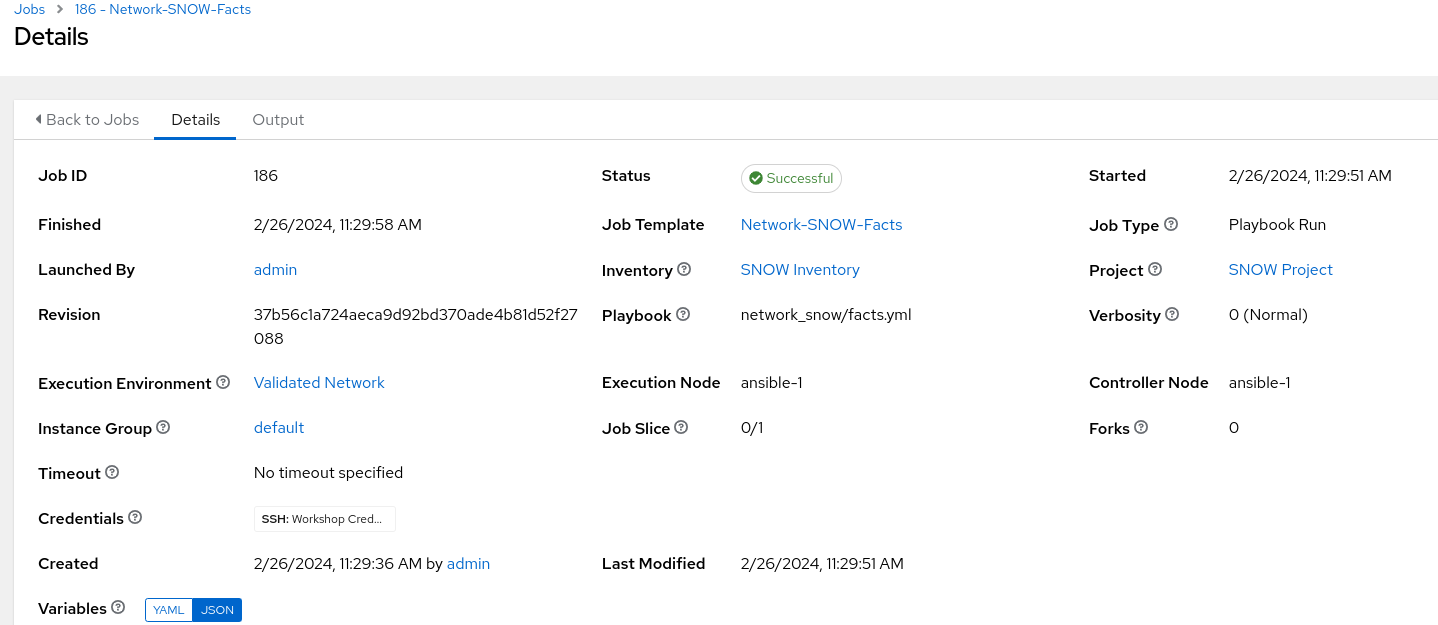 Jobs > 186 - Network-SNOW-Facts
Details
Back to Jobs Details Output
Job ID 186 Status Successful Started 2/26/2024, 11:29:51 AM
Finished 2/26/2024, 11:29:58 AM Job Template Network-SNOW-Facts Job Type Playbook Run
Launched By admin Inventory SNOW Inventory Project SNOW Project
Revision 37b56c1a724aeca9d92bd370ade4b81d52f27 Playbook network_snow/facts.yml Verbosity 0 (Normal)
088
Execution Environment Validated Network Execution Node ansible-1 Controller Node ansible-1
Instance Group default Job Slice 0/1 Forks 0
Timeout No timeout specified
Credentials SSH: Workshop Cred...
Created 2/26/2024, 11:29:36 AM by admin Last Modified 2/26/2024, 11:29:51 AM
Variables YAML JSON